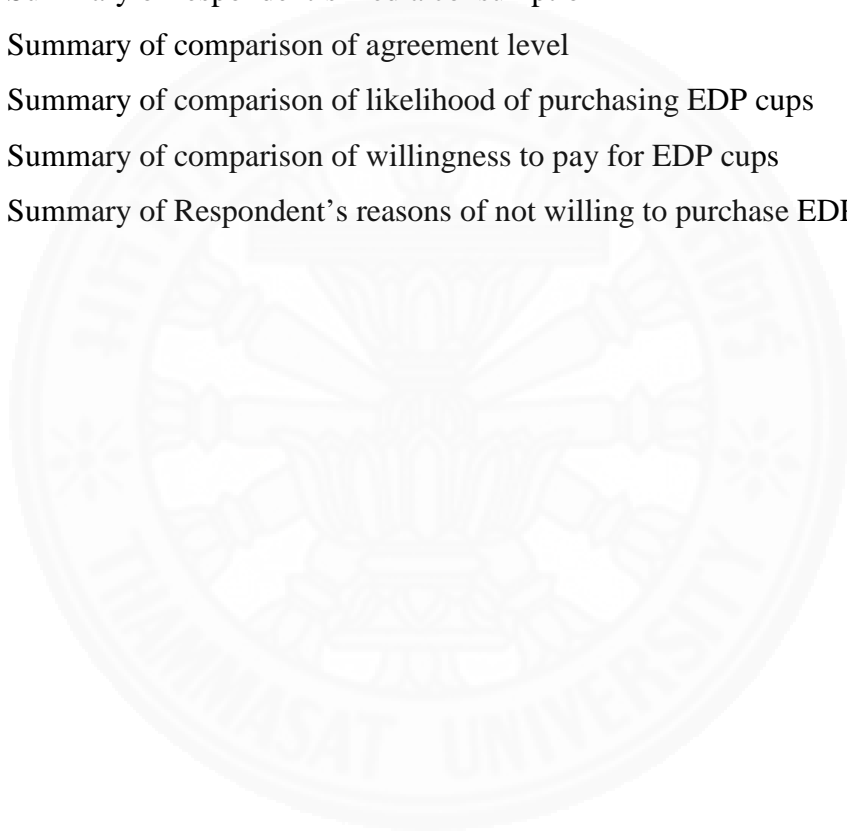 Summary of comparison of agreement level
Summary of comparison of likelihood of purchasing EDP cups
Summary of comparison of willingness to pay for EDP cups
Summary of Respondent’s reasons of not willing to purchase EDP
THAMMASAT UNIVERSITY